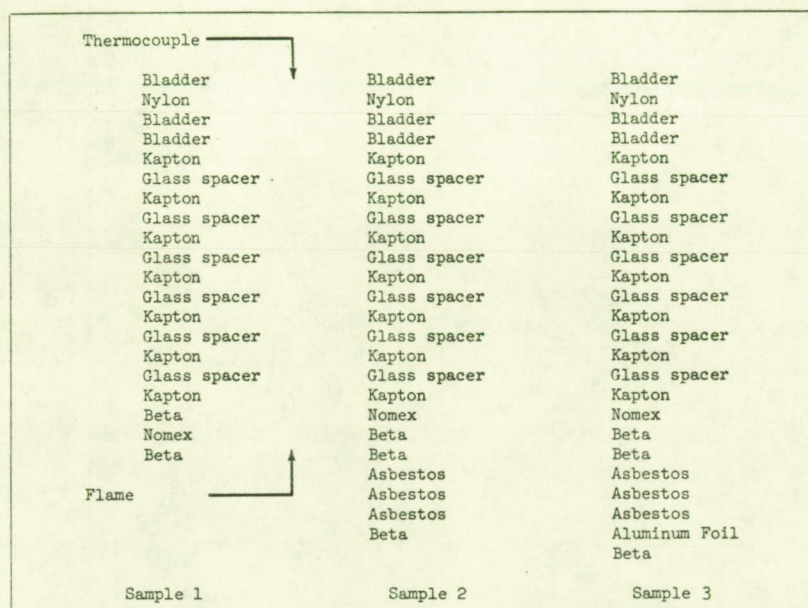 Thermocouple
Bladder Bladder Bladder
Nylon Nylon Nylon
Bladder Bladder Bladder
Bladder Bladder Bladder
Kapton Kapton Kapton
Glass spacer Glass spacer Glass spacer
Kapton Kapton Kapton
Glass spacer Glass spacer Glass spacer
Kapton Kapton Kapton
Glass spacer Glass spacer Glass spacer
Kapton Kapton Kapton
Glass spacer Glass spacer Glass spacer
Kapton Kapton Kapton
Glass spacer Glass spacer Glass spacer
Kapton Kapton Kapton
Glass spacer Glass spacer Glass spacer
Kapton Kapton Kapton
Beta Nomex Nomex
Nomex Beta Beta
Beta Beta Beta
Asbestos Asbestos
Flame Asbestos Asbestos
Asbestos Asbestos
Beta Aluminum Foil
Beta
Sample 1 Sample 2 Sample 3